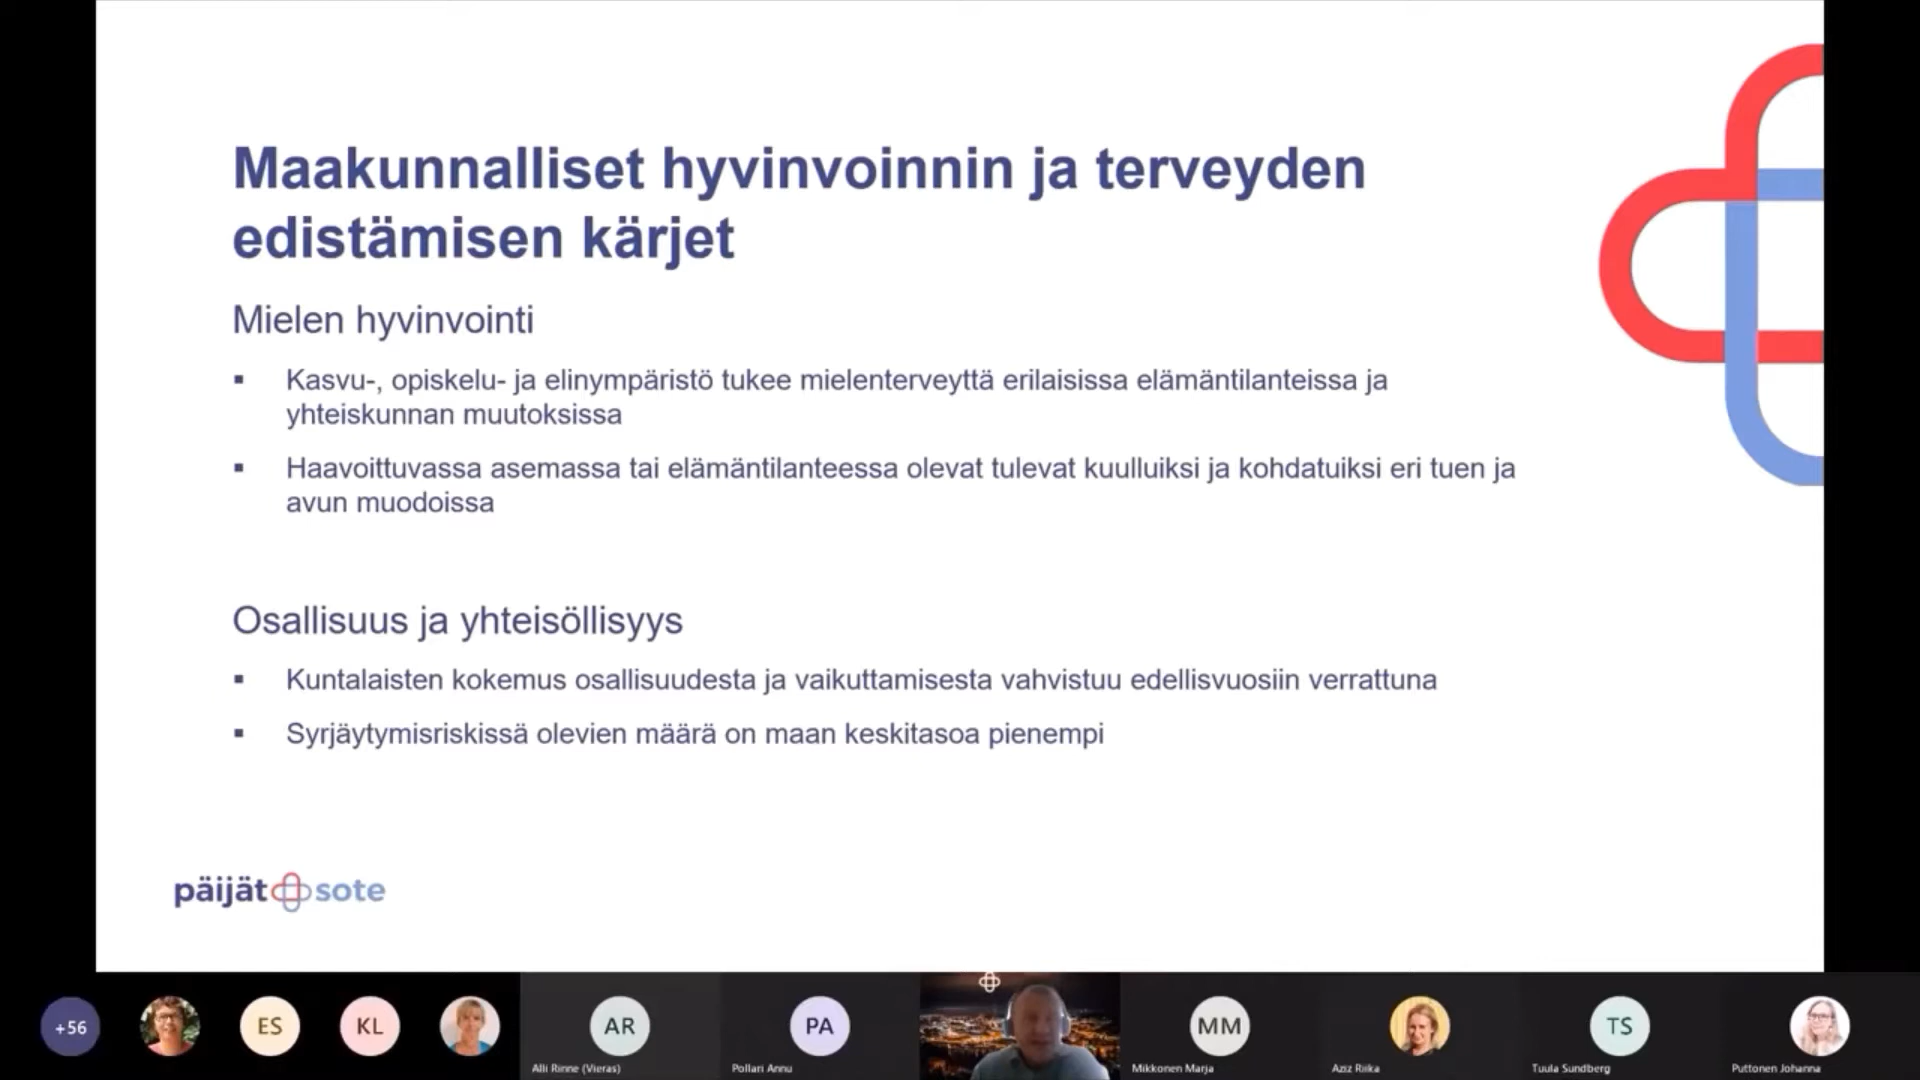 Maakunnalliset hyvinvoinnin ja terveyden
edistämisen kärjet
Mielen hyvinvointi
▪ Kasvu-, opiskelu- ja elinympäristö tukee mielenterveyttä erilaisissa elämäntilanteissa ja
yhteiskunnan muutoksissa
▪ Haavoittuvassa asemassa tai elämäntilanteessa olevat tulevat kuulluiksi ja kohdatuiksi eri tuen ja
avun muodoissa
Osallisuus ja yhteisöllisyys
▪ Kuntalaisten kokemus osallisuudesta ja vaikuttamisesta vahvistuu edellisvuosiin verrattuna
▪ Syrjäytymisriskissä olevien määrä on maan keskitasoa pienempi
päijät sote
+56
ES
KL
AR
Alli Rinne (Vieras)
PA
Pollari Annu
MM
Mikkonen Marja
Aziz Riika
TS
Tuula Sundberg
Puttonen Johanna